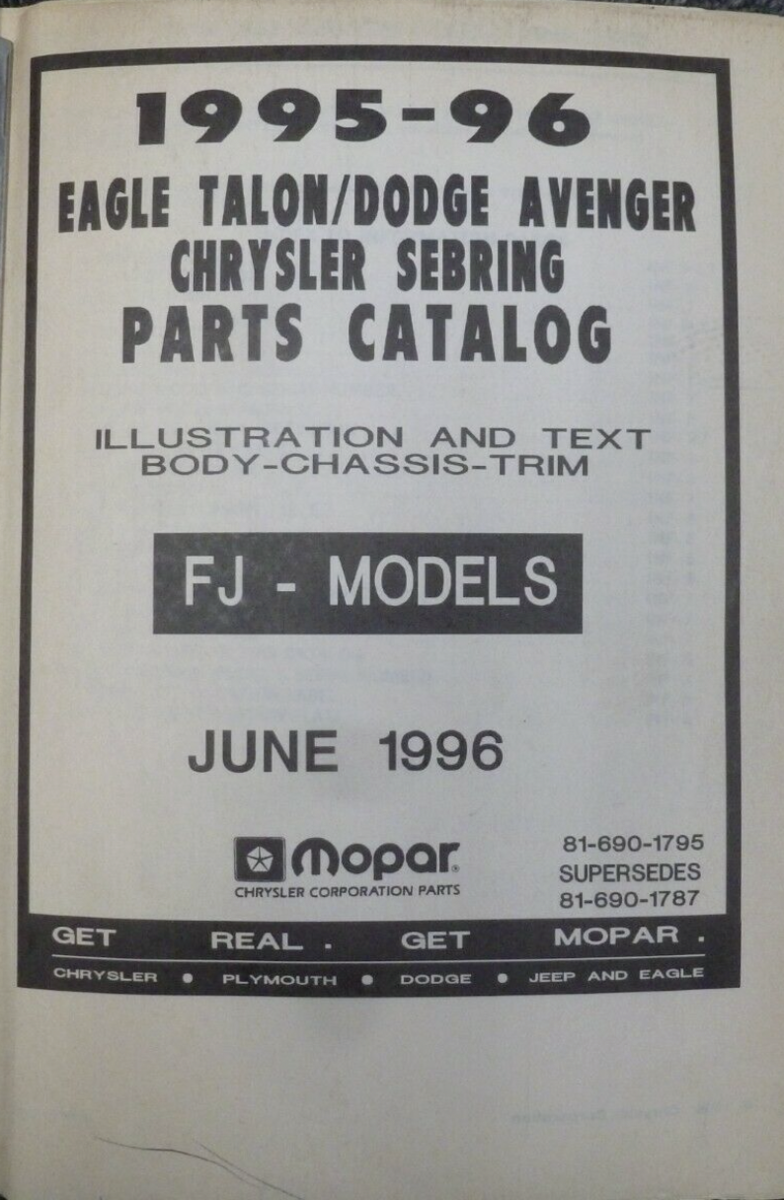 1995-96
EAGLE TALON/DODGE AVENGER
CHRYSLER SEBRING
PARTS CATALOG
ILLUSTRATION AND TEXT
BODY-CHASSIS-TRIM
FJ - MODELS
JUNE 1996
Mopar®
CHRYSLER CORPORATION PARTS
81-690-1795
SUPERSEDES
81-690-1787
GET REAL . GET MOPAR .
CHRYSLER • PLYMOUTH • DODGE • JEEP AND EAGLE